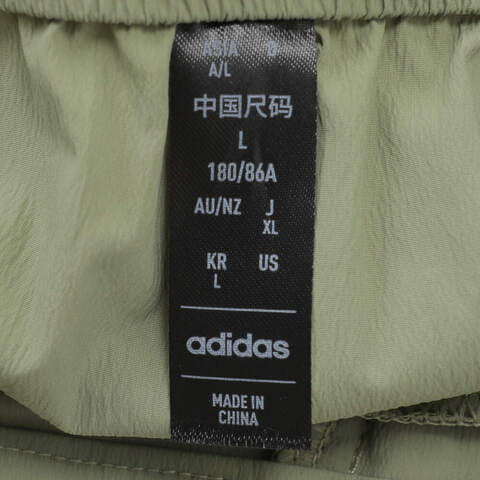 ASIA D
A/L
中国尺码
L
180/86A
AU/NZ J
XL
KR US
L
adidas
MADE IN
CHINA